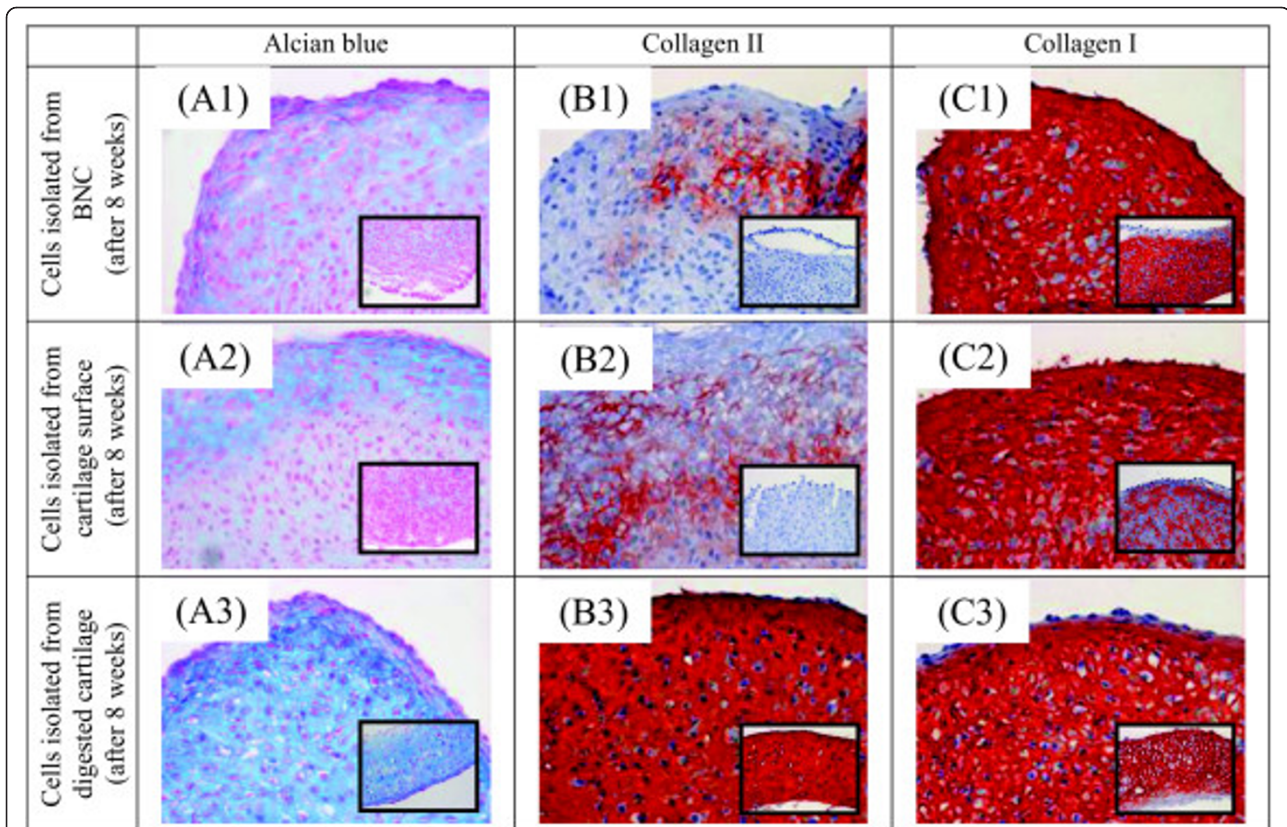 Alcian blue
Collagen II
Collagen I
Cells isolated from
BNC
(after 8 weeks)
(A1)
(B1)
(C1)
Cells isolated from
cartilage surface
(after 8 weeks)
(A2)
(B2)
(C2)
Cells isolated from
digested cartilage
(after 8 weeks)
(A3)
(B3)
(C3)